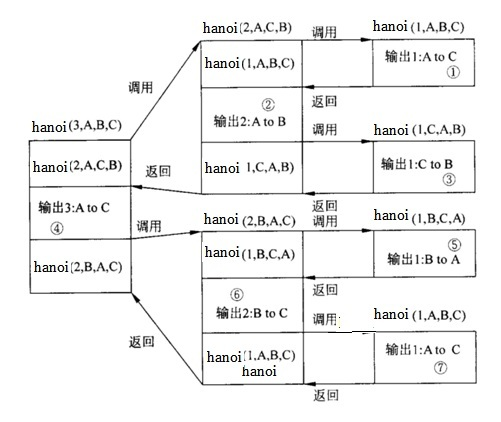 hanoi(2,A,C,B)
调用
hanoi(1,A,B,C)
hanoi(1,A,B,C)
输出1:A to C
①
调用
返回
②
输出2:A to B
hanoi(3,A,B,C)
调用
hanoi(1,C,A,B)
hanoi(2,A,C,B)
返回
hanoi 1,C,A,B)
输出1:C to B
③
返回
输出3:A to C
④
调用
hanoi(2,B,A,C)
调用
hanoi(1,B,C,A)
hanoi(2,B,A,C)
hanoi(1,B,C,A)
⑤
输出1:B to A
返回
⑥
输出2:B to C
调用
hanoi(1,A,B,C)
返回
hanoi(1,A,B,C)
hanoi
输出1:A to C
⑦
返回